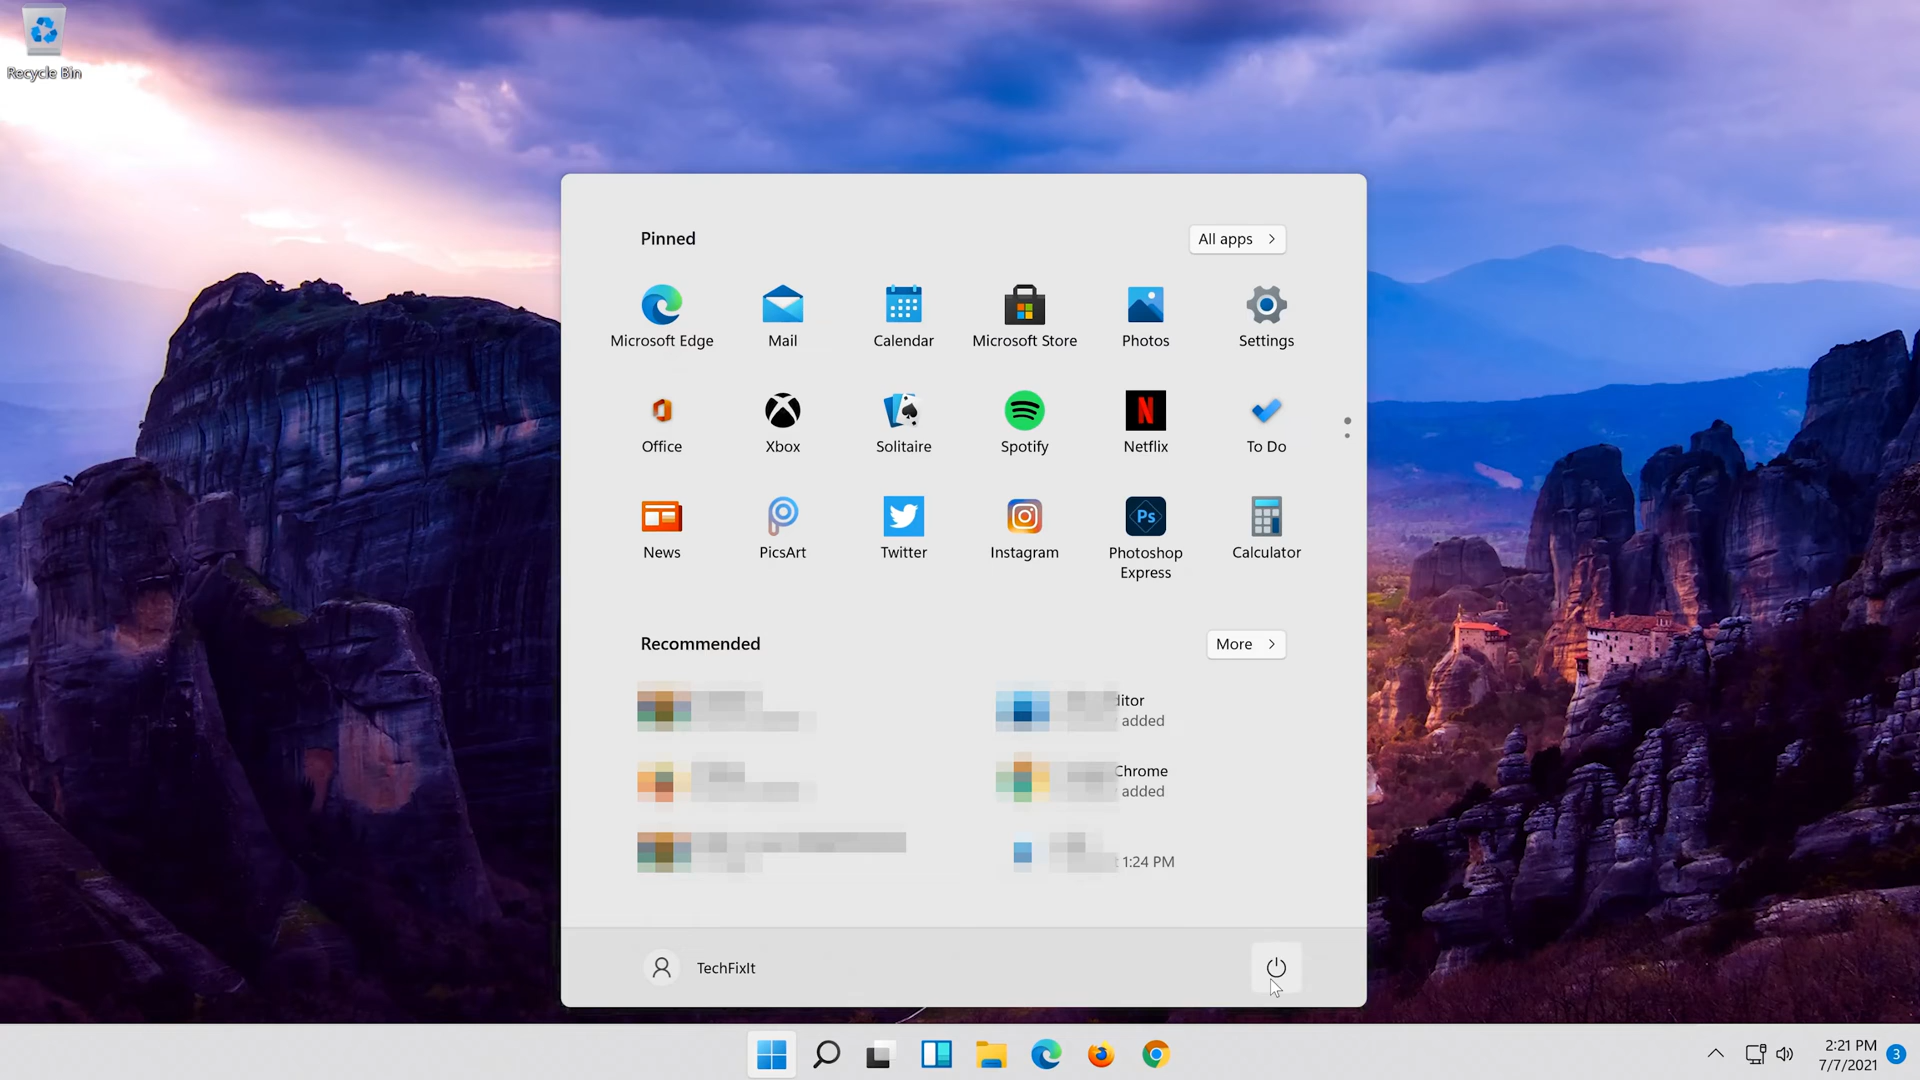 Recycle Bin
Pinned
All apps
Microsoft Edge
Mail
Calendar
Microsoft Store
Photos
Settings
Office
Xbox
Solitaire
Spotify
Netflix
To Do
News
PicsArt
Twitter
Instagram
Ps
Photoshop
Express
Calculator
Recommended
More
ditor
added
Chrome
added
1:24 PM
TechFixIt
2:21 PM
7/7/2021
3